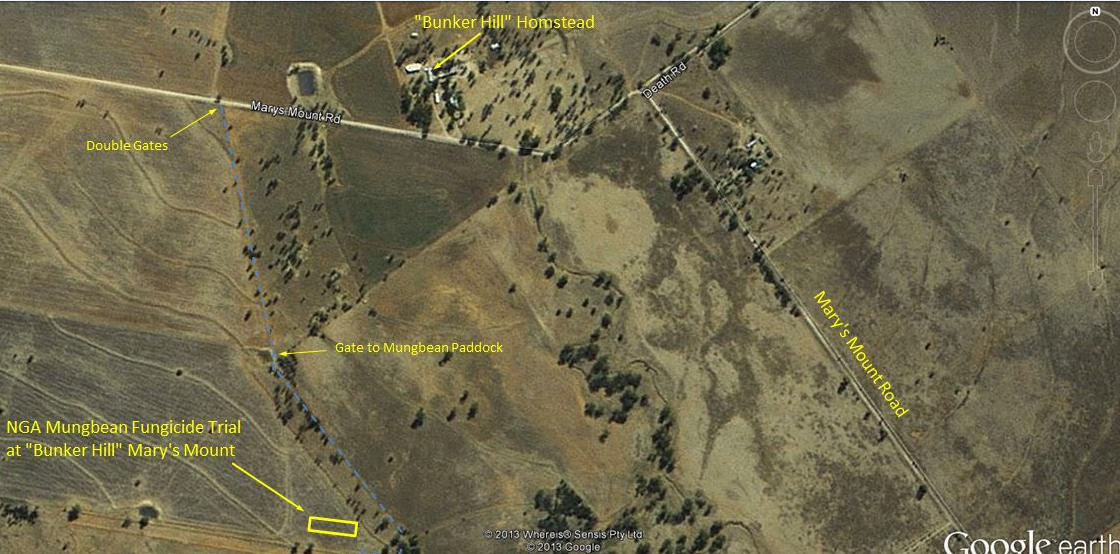 N
"Bunker Hill" Homstead
Death Rd
Marys Mount Rd
Double Gates
Mary's Mount Road
Gate to Mungbean Paddock
NGA Mungbean Fungicide Trial
at "Bunker Hill" Mary's Mount
© 2013 Whereis® Sensis Pty Ltd
© 2013 Google
Google earth